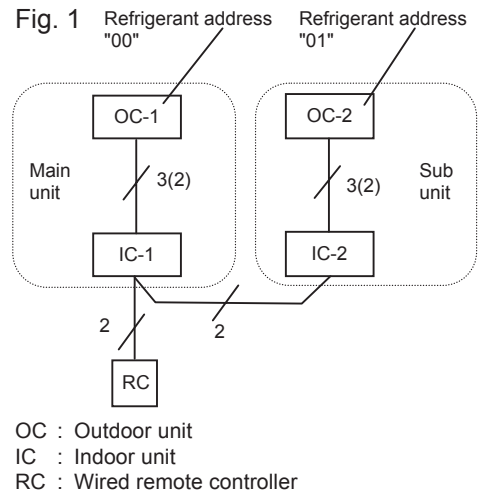 Fig. 1
Refrigerant address
"00"
Refrigerant address
"01"
OC-1
OC-2
Main
unit
3(2)
3(2)
Sub
unit
IC-1
IC-2
2
2
RC
OC : Outdoor unit
IC : Indoor unit
RC : Wired remote controller